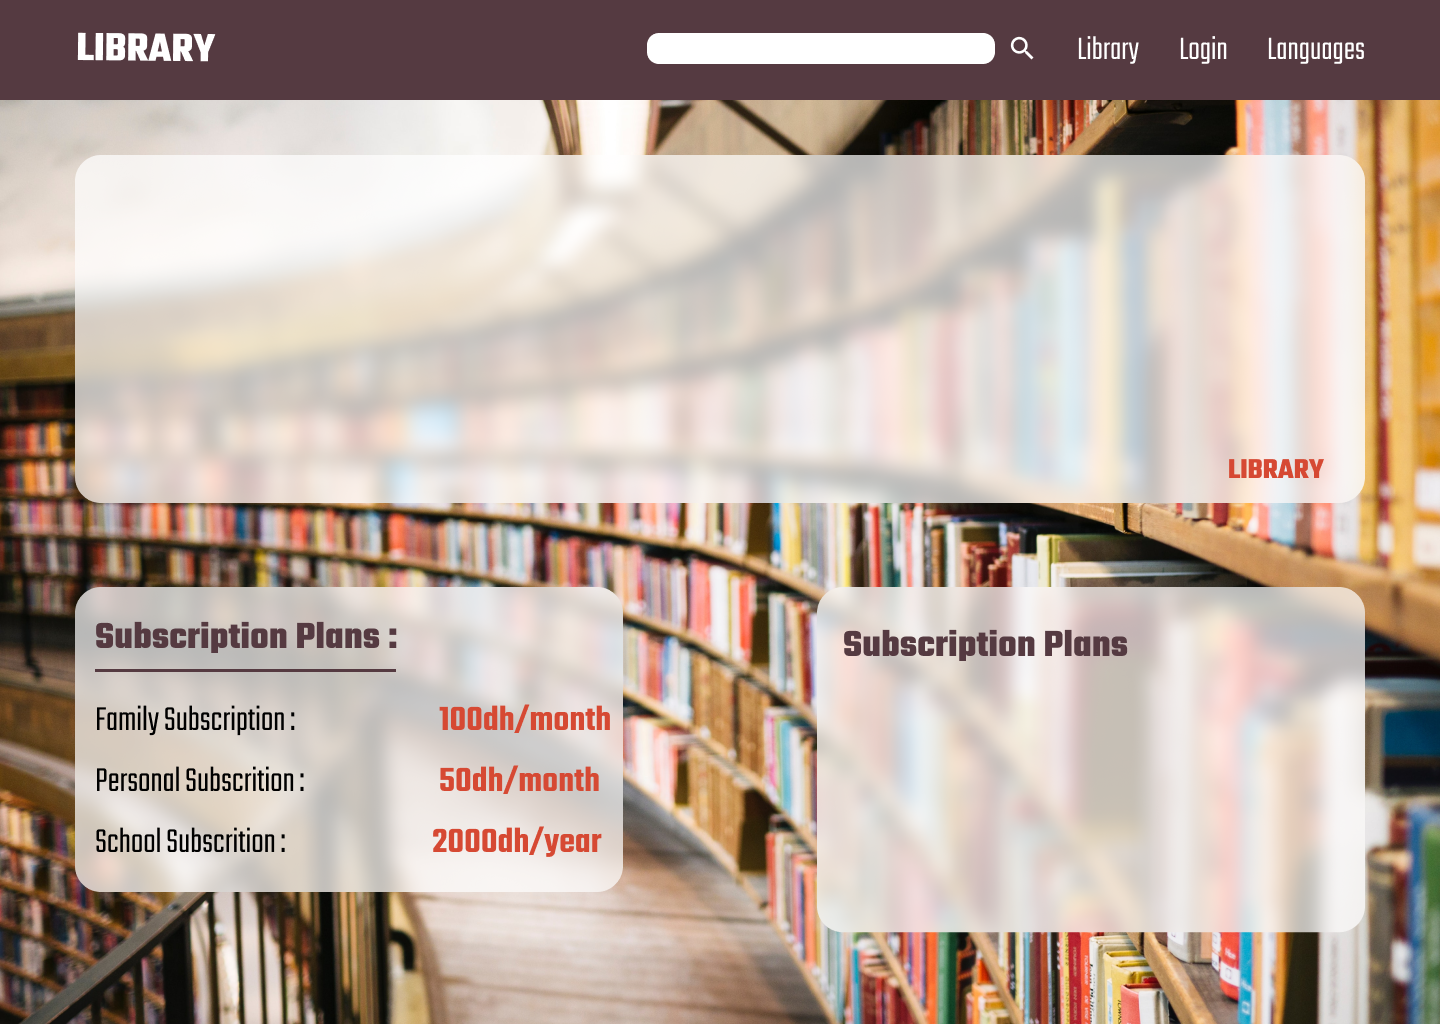 LIBRARY
Library Login Languages
LIBRARY
Subscription Plans :
Family Subscription : 100dh/month
Personal Subscrition : 50dh/month
School Subscrition : 2000dh/year
Subscription Plans